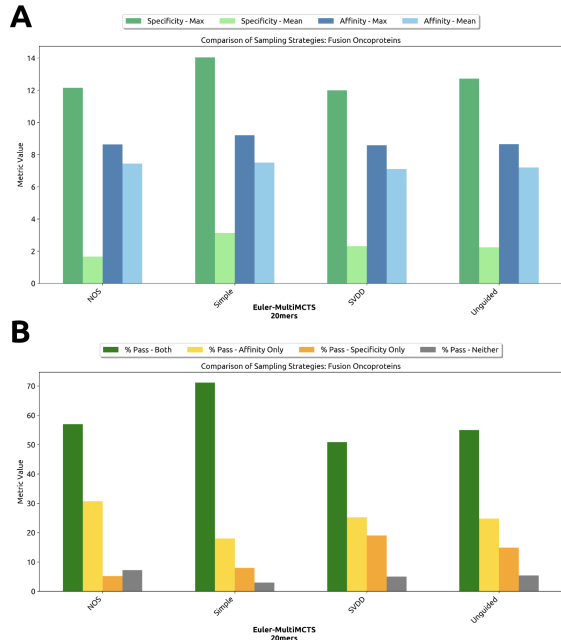 A
Specificity - Max Specificity - Mean Affinity - Max Affinity - Mean
Comparison of Sampling Strategies: Fusion Oncoproteins
Metric Value
14
12
10
8
6
4
2
0
NOS Simple SVDD Unguided
Euler-MultiMCTS
20mers
B
% Pass - Both % Pass - Affinity Only % Pass - Specificity Only % Pass - Neither
Comparison of Sampling Strategies: Fusion Oncoproteins
Metric Value
70
60
50
40
30
20
10
0
NOS Simple SVDD Unguided
Euler-MultiMCTS
20mers